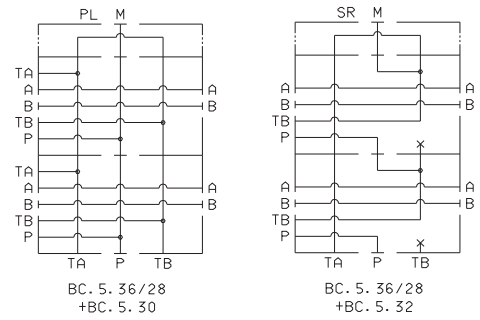 PL M
TA
A A
B B
TB
P
TA
A A
B B
TB
P
TA P TB
BC.5.36/28
+BC.5.30
SR M
A A
B B
TB
P
A A
B B
TB
P
TA P TB
BC.5.36/28
+BC.5.32